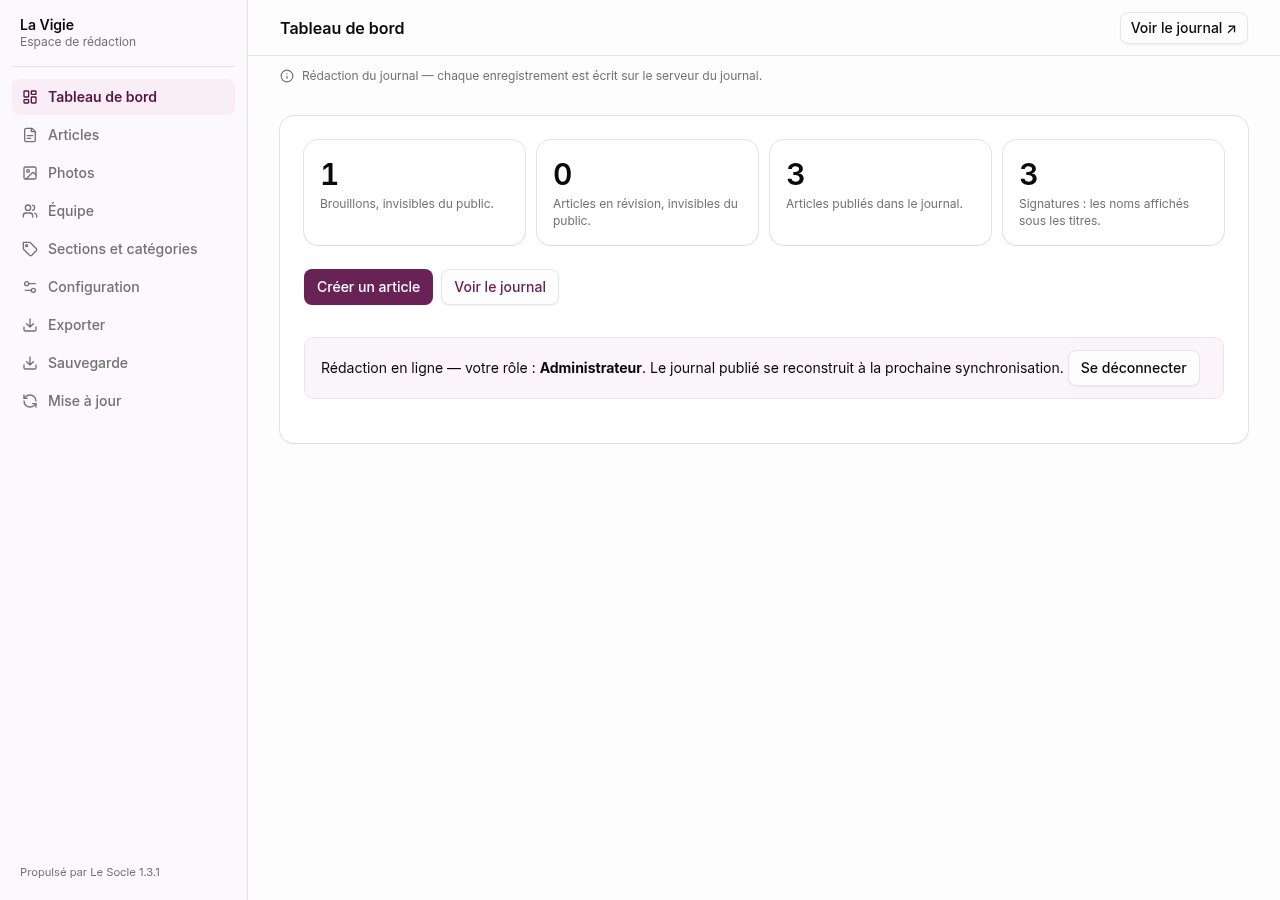 La Vigie
Espace de rédaction
Tableau de bord
Articles
Photos
Équipe
Sections et catégories
Configuration
Exporter
Sauvegarde
Mise à jour
Propulsé par Le Socle 1.3.1
Tableau de bord
Voir le journal ↗
Rédaction du journal — chaque enregistrement est écrit sur le serveur du journal.
1
Brouillons, invisibles du public.
0
Articles en révision, invisibles du
public.
3
Articles publiés dans le journal.
3
Signatures : les noms affichés
sous les titres.
Créer un article
Voir le journal
Rédaction en ligne — votre rôle : Administrateur. Le journal publié se reconstruit à la prochaine synchronisation.
Se déconnecter